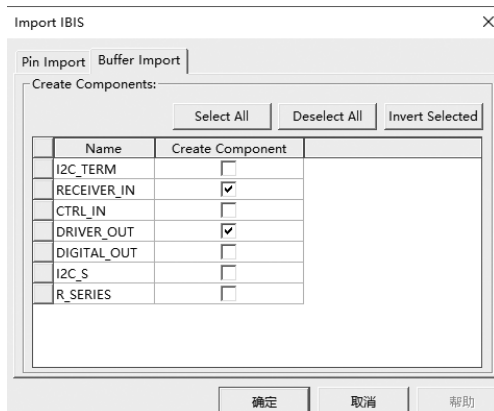 Import IBIS
Pin Import Buffer Import
Create Components:
Select All Deselect All Invert Selected
Name Create Component
I2C_TERM
RECEIVER_IN
CTRL_IN
DRIVER_OUT
DIGITAL_OUT
I2C_S
R_SERIES
确定 取消 帮助